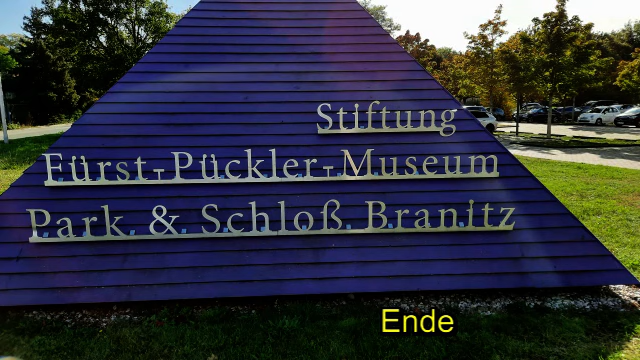 Stiftung
Fürst-Pückler-Museum
Park & Schloß Branitz
Ende